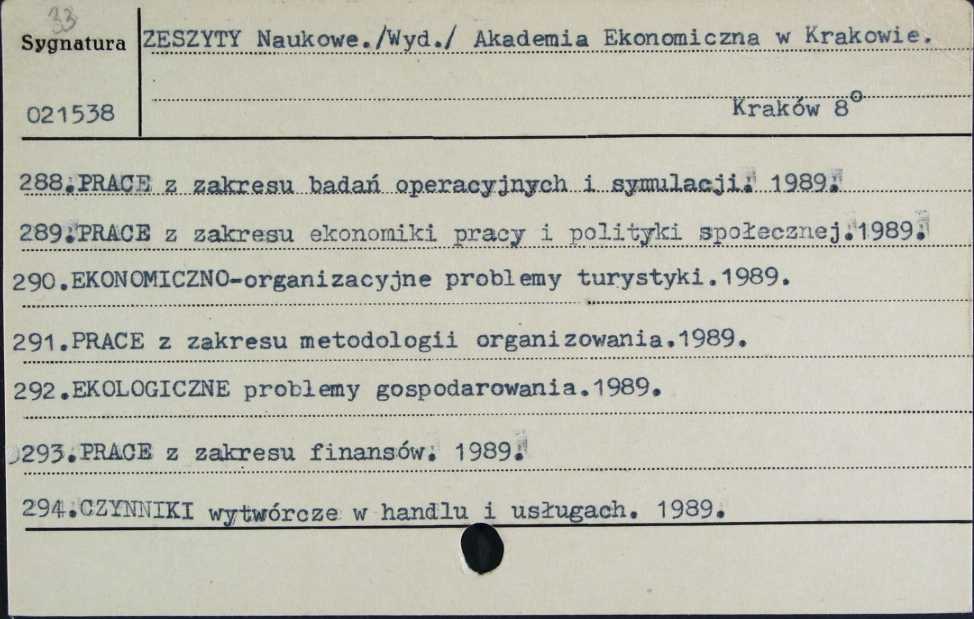 33
Sygnatura
ZESZYTY Naukowe./Wyd./ Akademia Ekonomiczna w Krakowie.
021538
Kraków 8°
288.PRACE z zakresu badań operacyjnych i symulacji. 1989.
289.PRACE z zakresu ekonomiki pracy i polityki społecznej.1989.
290.EKONOMICZNO-organizacyjne problemy turystyki.1989.
291.PRACE z zakresu metodologii organizowania.1989.
292.EKOLOGICZNE problemy gospodarowania.1989.
293.PRACE z zakresu finansów. 1989.
294.CZYNNIKI wytwórcze w handlu i usługach. 1989.